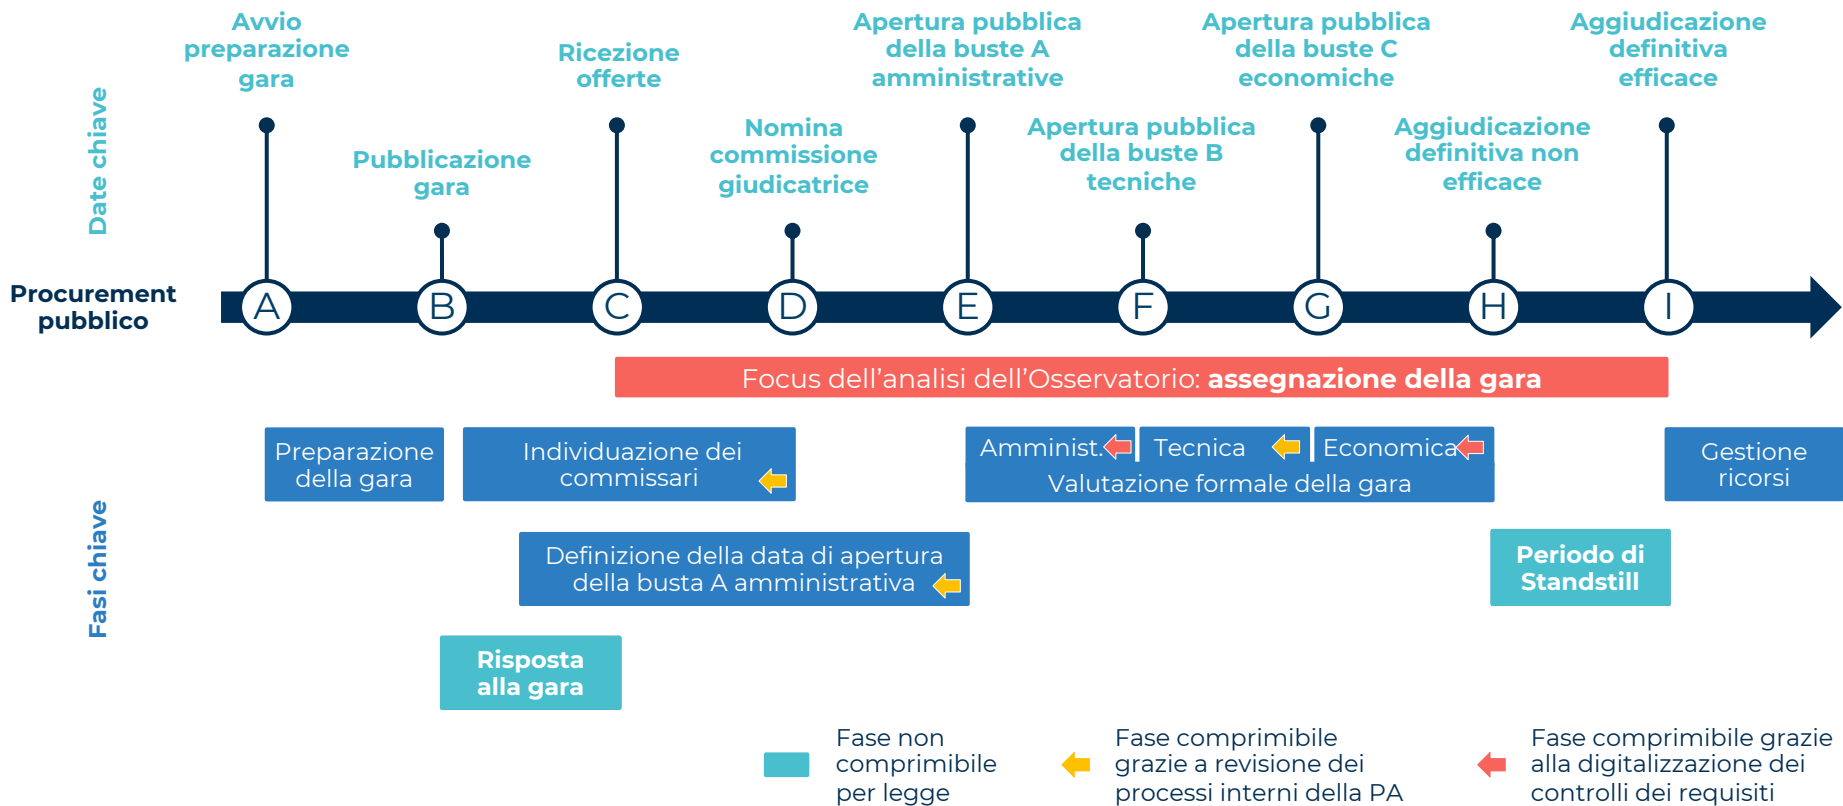 Avvio
preparazione
gara
Pubblicazione
gara
Ricezione
offerte
Nomina
commissione
giudicatrice
Apertura pubblica
della buste A
amministrative
Apertura pubblica
della buste B
tecniche
Apertura pubblica
della buste C
economiche
Aggiudicazione
definitiva non
efficace
Aggiudicazione
definitiva
efficace
Date chiave
Procurement
pubblico
A B C D E F G H I
Focus dell'analisi dell'Osservatorio: assegnazione della gara
Fasi chiave
Preparazione
della gara
Individuazione dei
commissari
Amminist. Tecnica Economica
Valutazione formale della gara
Gestione
ricorsi
Definizione della data di apertura
della busta A amministrativa
Periodo di
Standstill
Risposta
alla gara
Fase non
comprimibile
per legge
Fase comprimibile
grazie a revisione dei
processi interni della PA
Fase comprimibile grazie
alla digitalizzazione dei
controlli dei requisiti